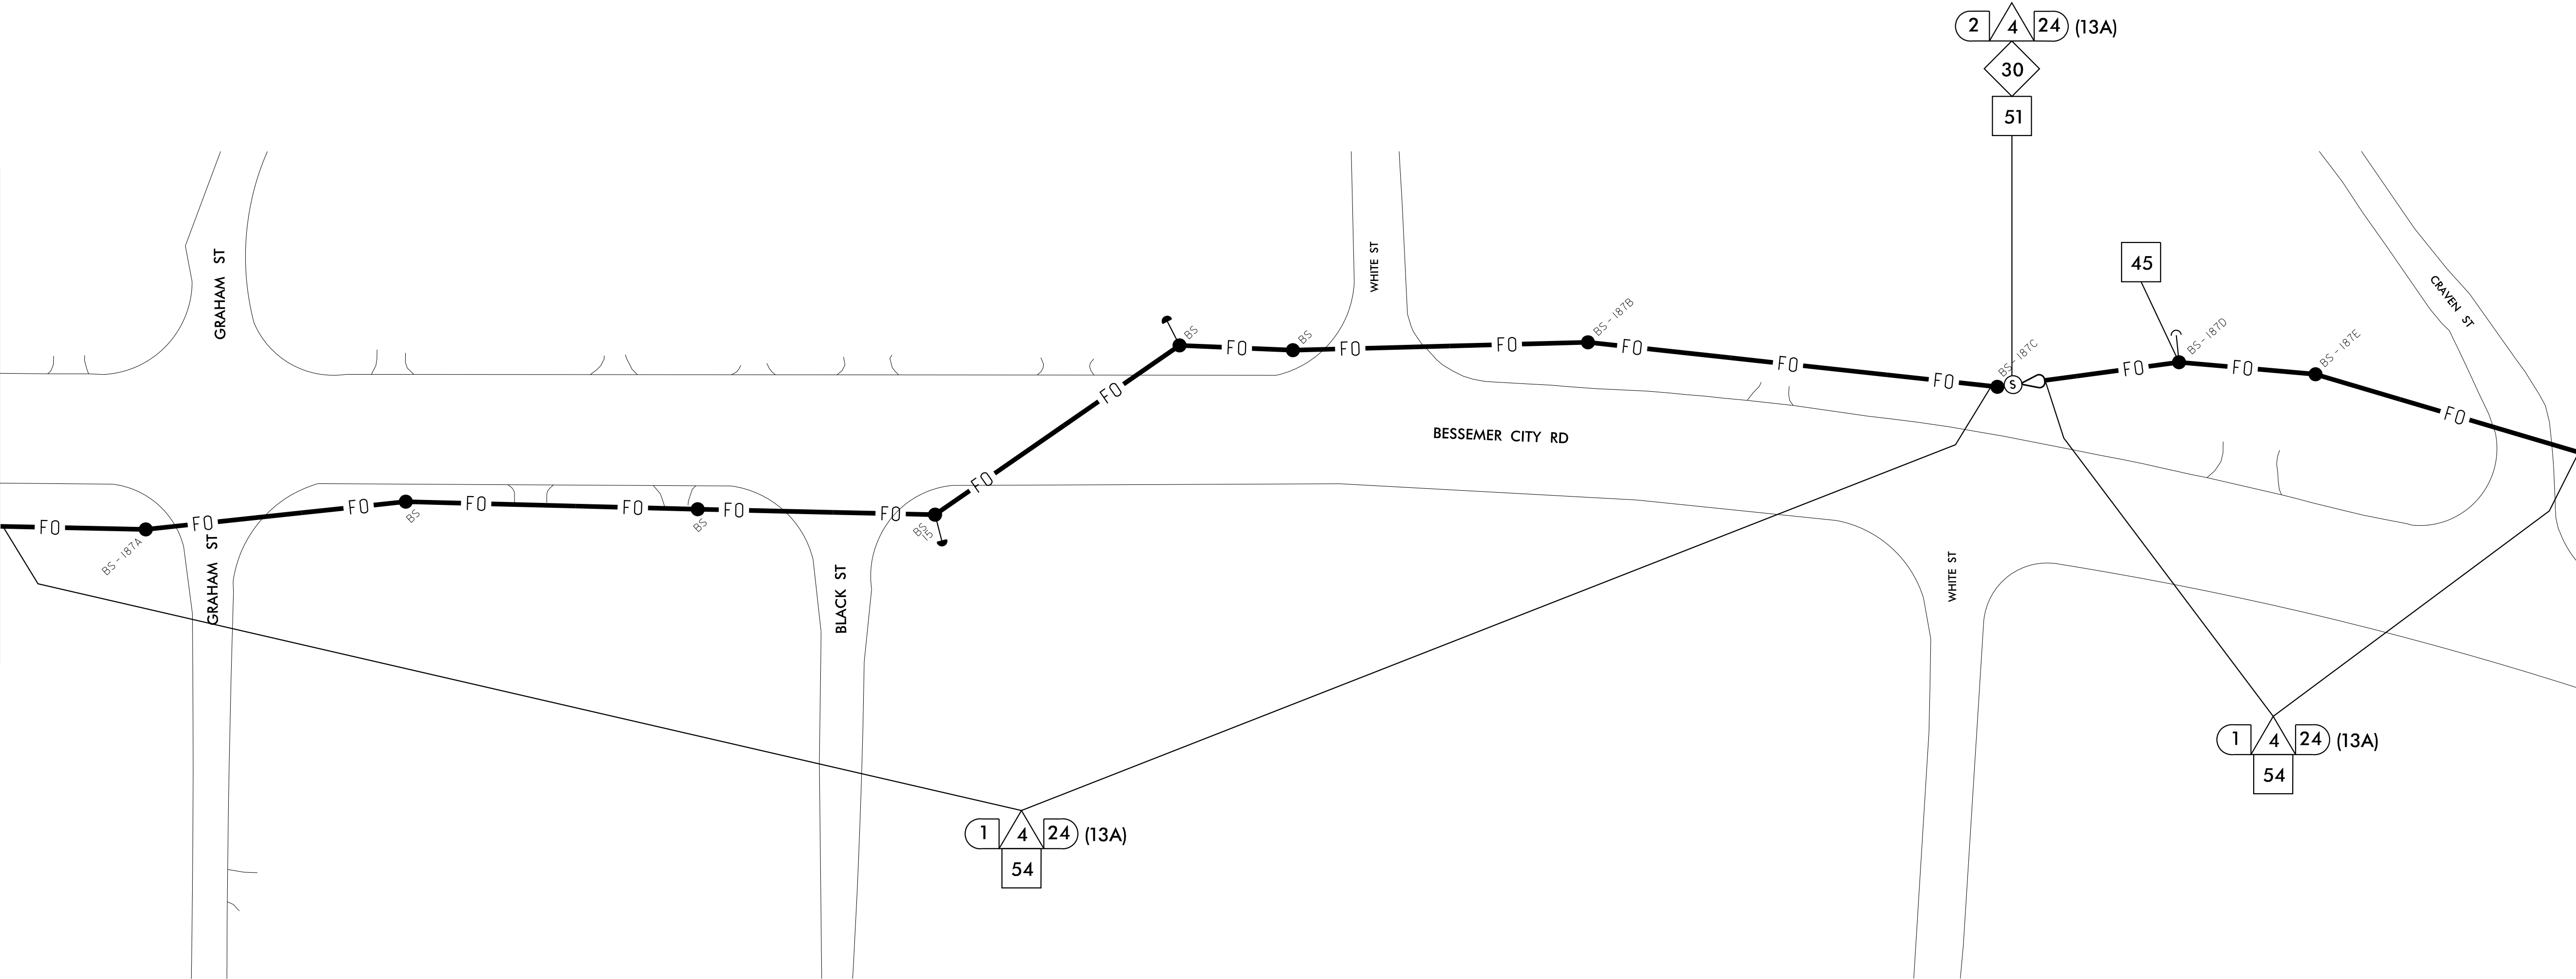 2 4 24 (13A)
30
51
GRAHAM ST
WHITE ST
45
CRAVEN ST
BS
BS
BS - 187B
BS - 187C
BS - 187D
BS - 187E
FO FO FO FO FO FO FO FO FO FO FO
BESSEMER CITY RD
FO FO FO FO FO FO FO FO
BS - 187A
BS
BS
BS
15'
GRAHAM ST
BLACK ST
WHITE ST
1 4 24 (13A)
54
1 4 24 (13A)
54
S